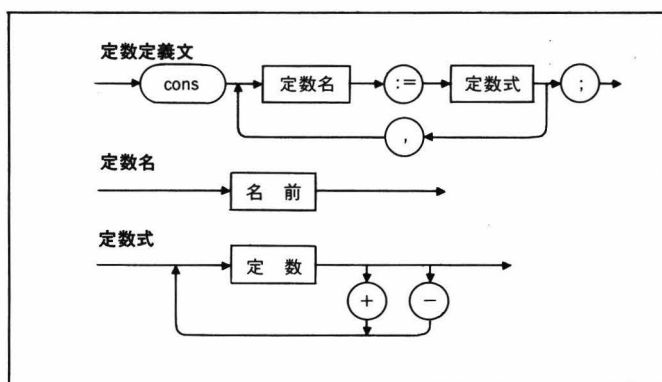 定数定義文
cons 定数名 := 定数式 ;
,
定数名
名 前
定数式
定 数
+ −